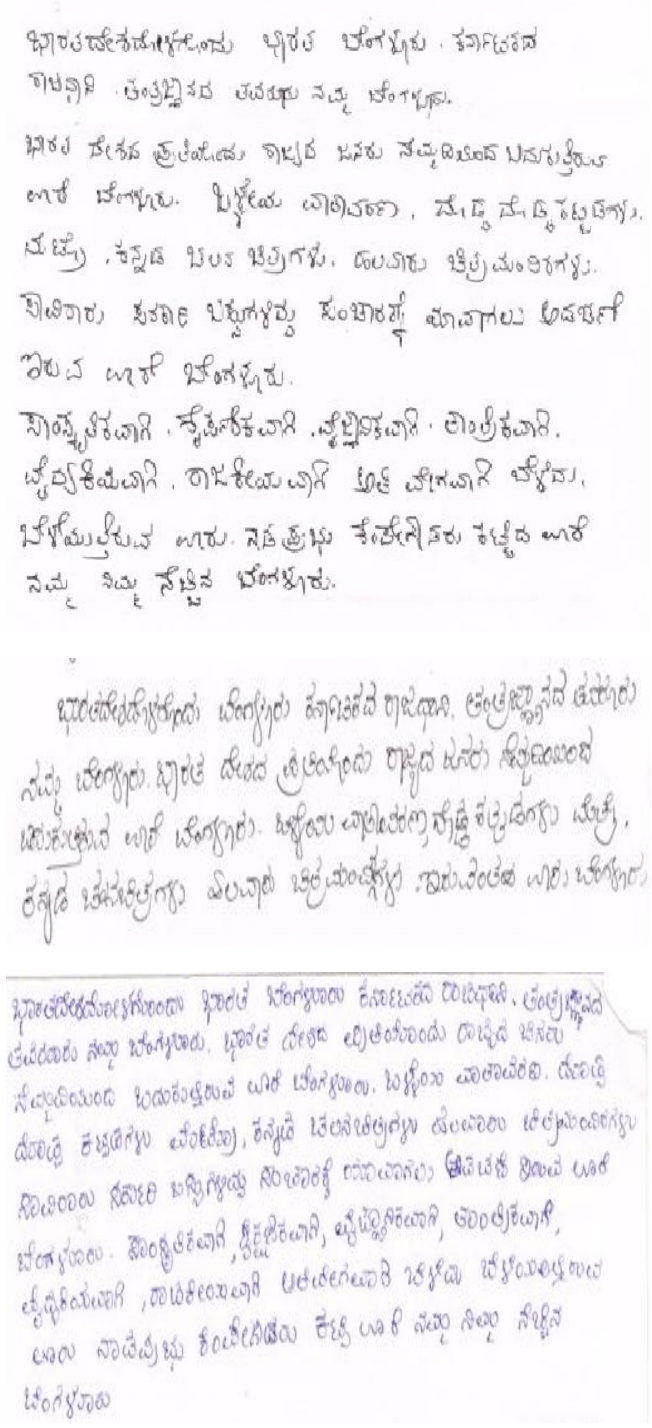 ಭಾರತದೇಶದೊಳಗೊಂದು ಭಾರತ ಬೆಂಗಳೂರು. ಕರ್ನಾಟಕದ
ರಾಜಧಾನಿ. ತಂತ್ರಜ್ಞಾನದ ತವರೂರು ನಮ್ಮ ಬೆಂಗಳೂರು.
ಭಾರತ ದೇಶದ ಪ್ರತಿಯೊಂದು ರಾಜ್ಯದ ಜನರು ನೆಮ್ಮದಿಯಿಂದ ಬದುಕುತ್ತಿರುವ
ಊರೆ ಬೆಂಗಳೂರು. ಒಳ್ಳೆಯ ವಾತಾವರಣ, ದೊಡ್ಡ ದೊಡ್ಡ ಕಟ್ಟಡಗಳು.
ಮೆಟ್ರೋ, ಕನ್ನಡ ಚಲನ ಚಿತ್ರಗಳು. ಹಲವಾರು ಚಿತ್ರಮಂದಿರಗಳು.
ಸಾವಿರಾರು ಸರಕಾರಿ ಬಸ್ಸುಗಳನ್ನು ಸಂಚಾರಕ್ಕೆ ಯಾವಾಗಲು
ಇರುವ ಊರೆ ಬೆಂಗಳೂರು.
ಸಾಂಸ್ಕೃತಿಕವಾಗಿ, ಶೈಕ್ಷಣಿಕವಾಗಿ, ವೈಜ್ಞಾನಿಕವಾಗಿ, ತಾಂತ್ರಿಕವಾಗಿ,
ವೈದ್ಯಕಿಯವಾಗಿ, ರಾಜಕೀಯವಾಗಿ ಅತಿ ವೇಗವಾಗಿ ಬೆಳೆದು,
ಬೆಳೆಯುತ್ತಿರುವ ಊರು. ನಾಡಪ್ರಭು ಕೆಂಪೇಗೌಡರು ಕಟ್ಟಿದ ಊರೆ
ನಮ್ಮ ನಿಮ್ಮ ನೆಚ್ಚಿನ ಬೆಂಗಳೂರು.
ಭಾರತದೇಶದೊಳಗೊಂದು ಬೆಂಗಳೂರು ಕರ್ನಾಟಕದ ರಾಜಧಾನಿ. ತಂತ್ರಜ್ಞಾನದ ತವರೂರು
ನಮ್ಮ ಬೆಂಗಳೂರು. ಭಾರತ ದೇಶದ ಪ್ರತಿಯೊಂದು ರಾಜ್ಯದ ಜನರು ನೆಮ್ಮದಿಯಿಂದ
ಬದುಕುತ್ತಿರುವ ಊರೆ ಬೆಂಗಳೂರು. ಒಳ್ಳೆಯ ವಾತಾವರಣ, ದೊಡ್ಡ ಕಟ್ಟಡಗಳು ಮೆಟ್ರೋ,
ಕನ್ನಡ ಚಲನಚಿತ್ರಗಳು ಹಲವಾರು ಚಿತ್ರಮಂದಿರಗಳು ಊರು ಬೆಂಗಳೂರು
ಭಾರತದೇಶದೊಳಗೊಂದು ಭಾರತ ಬೆಂಗಳೂರು ಕರ್ನಾಟಕದ ರಾಜಧಾನಿ. ತಂತ್ರಜ್ಞಾನದ
ತವರೂರು ನಮ್ಮ ಬೆಂಗಳೂರು. ಭಾರತ ದೇಶದ ಪ್ರತಿಯೊಂದು ರಾಜ್ಯದ ಜನರು
ನೆಮ್ಮದಿಯಿಂದ ಬದುಕುತ್ತಿರುವ ಊರೆ ಬೆಂಗಳೂರು. ಒಳ್ಳೆಯ ವಾತಾವರಣ. ದೊಡ್ಡ
ದೊಡ್ಡ ಕಟ್ಟಡಗಳು ಮೆಟ್ರೋ, ಕನ್ನಡ ಚಲನಚಿತ್ರಗಳು ಹಲವಾರು ಚಿತ್ರಮಂದಿರಗಳು
ಸಾವಿರಾರು ಸರ್ಕಾರಿ ಬಸ್ಸುಗಳನ್ನು ಸಂಚಾರಕ್ಕೆ ಯಾವಾಗಲು ಇರುವ ಊರೆ
ಬೆಂಗಳೂರು. ಸಾಂಸ್ಕೃತಿಕವಾಗಿ, ಶೈಕ್ಷಣಿಕವಾಗಿ, ವೈಜ್ಞಾನಿಕವಾಗಿ, ತಾಂತ್ರಿಕವಾಗಿ,
ವೈದ್ಯಕಿಯವಾಗಿ, ರಾಜಕೀಯವಾಗಿ ಅತಿವೇಗವಾಗಿ ಬೆಳೆದು ಬೆಳೆಯುತ್ತಿರುವ
ಊರು ನಾಡಪ್ರಭು ಕೆಂಪೇಗೌಡರು ಕಟ್ಟಿ ಊರೆ ನಮ್ಮ ನಿಮ್ಮ ನೆಚ್ಚಿನ
ಬೆಂಗಳೂರು